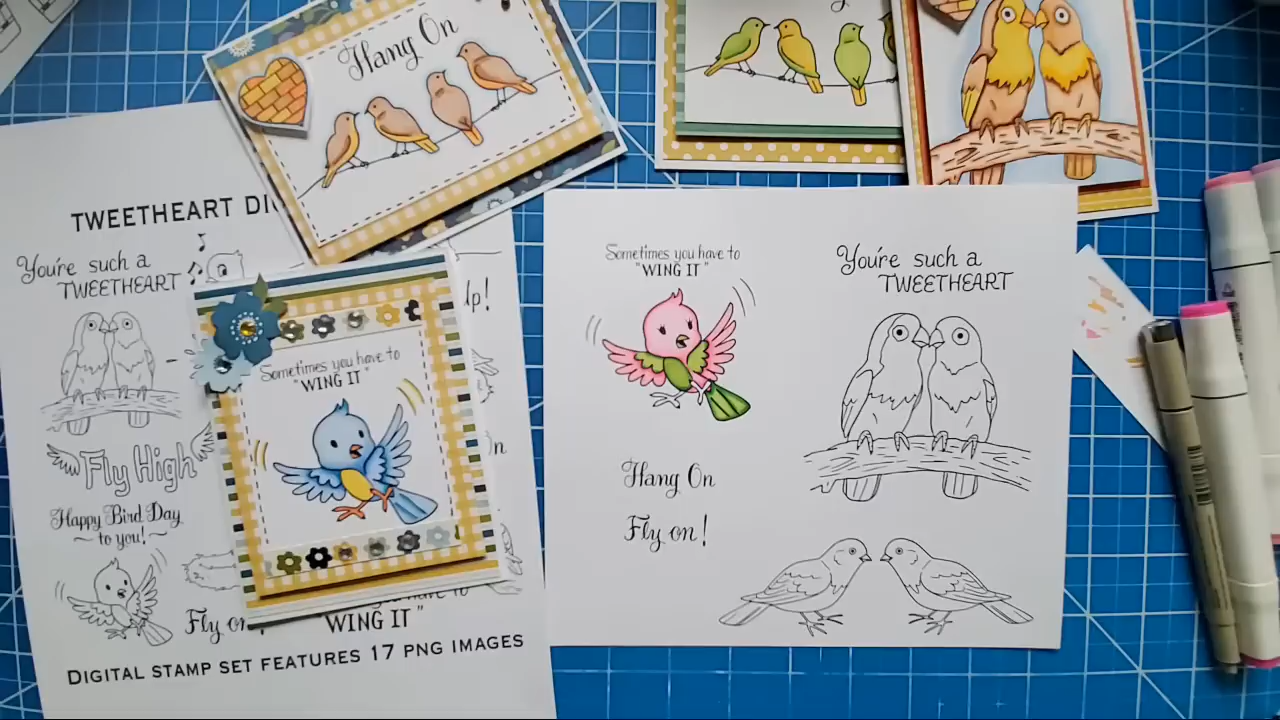 Hang On
TWEETHEART
You're such a
TWEETHEART
Fly High
Happy Bird Day
to you!
Fly
WING IT"
DIGITAL STAMP SET FEATURES 17 PNG IMAGES
Sometimes you have to
"WING IT"
Sometimes you have to
"WING IT"
Hang On
Fly on!
You're such a
TWEETHEART